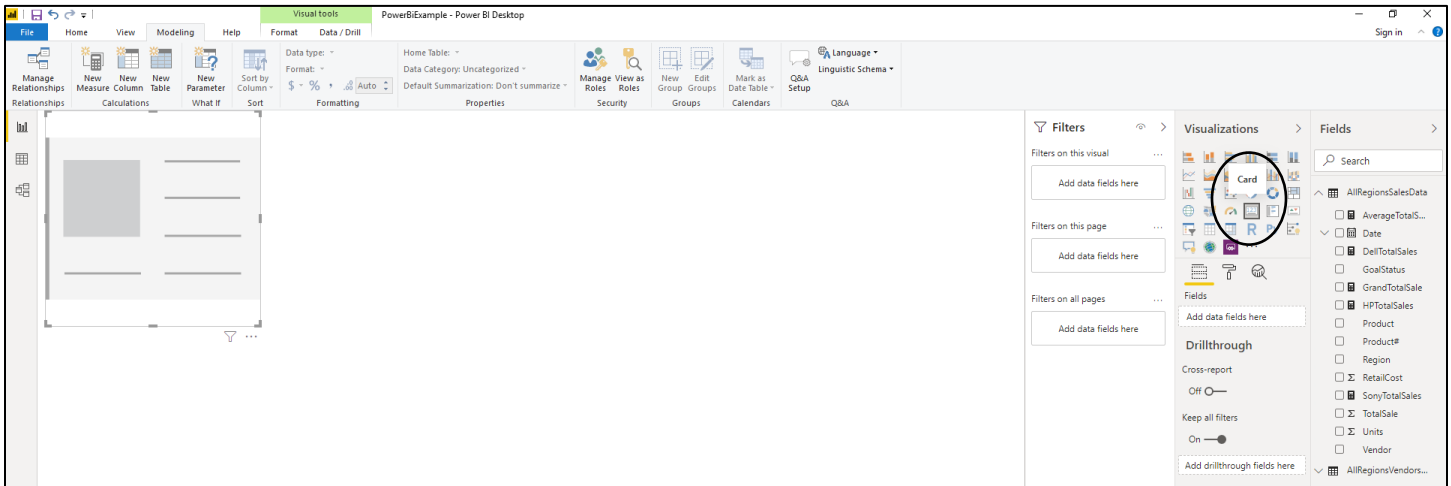 Visual tools
PowerBiExample - Power BI Desktop
File Home View Modeling Help Format Data / Drill Sign in
Manage Relationships
New Measure
New Column
New Table
New Parameter
Sort by Column
Data type:
Format:
$ % , .00 Auto
Home Table:
Data Category: Uncategorized
Default Summarization: Don't summarize
Manage Roles
View as Roles
New Group
Edit Groups
Mark as Date Table
Q&A Setup
Language
Linguistic Schema
Relationships Calculations What If Sort Formatting Properties Security Groups Calendars Q&A
Filters
Filters on this visual ...
Add data fields here
Filters on this page ...
Add data fields here
Filters on all pages ...
Add data fields here
Visualizations
Card
R
Fields
Add data fields here
Drillthrough
Cross-report
Off
Keep all filters
On
Add drillthrough fields here
Fields
Search
AllRegionsSalesData
AverageTotalS...
Date
DellTotalSales
GoalStatus
GrandTotalSale
HPTotalSales
Product
Product#
Region
Σ RetailCost
SonyTotalSales
Σ TotalSale
Σ Units
Vendor
AllRegionsVendors...